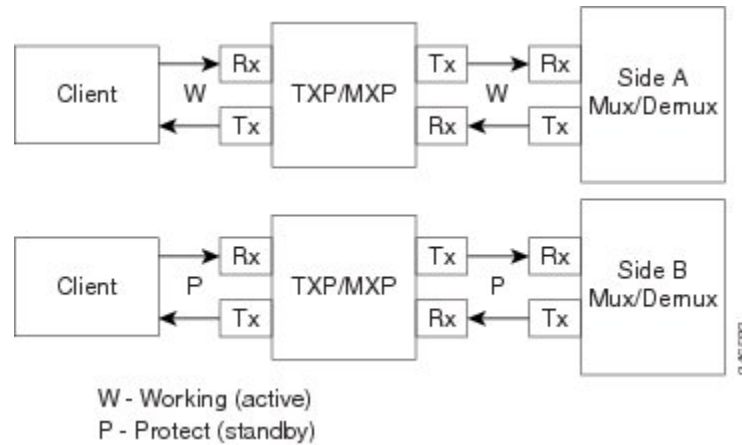 Rx
Tx
Rx
Client
W
TXP/MXP
W
Side A
Mux/Demux
Tx
Rx
Tx
Rx
Tx
Rx
Client
P
TXP/MXP
P
Side B
Mux/Demux
Tx
Rx
Tx
W - Working (active)
P - Protect (standby)